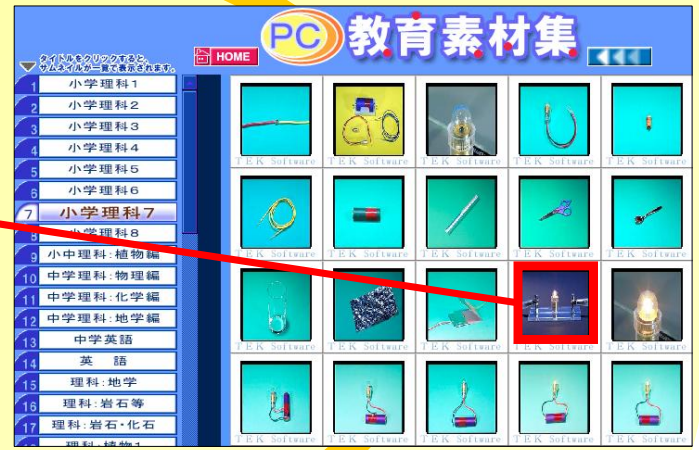 PC 教育素材集
▼ タイトルをクリックすると、
サムネイルが一覧で表示されます。
HOME
1 小学理科1
2 小学理科2
3 小学理科3
4 小学理科4
5 小学理科5
6 小学理科6
7 小学理科7
8 小学理科8
9 小中理科:植物編
10 中学理科:物理編
11 中学理科:化学編
12 中学理科:地学編
13 中学英語
14 英 語
15 理科:地学
16 理科:岩石等
17 理科:岩石・化石
理科:植物1
TEK Software TEK Software TEK Software TEK Software TEK Software
TEK Software TEK Software TEK Software TEK Software TEK Software
TEK Software TEK Software TEK Software TEK Software TEK Software
TEK Software TEK Software TEK Software TEK Software TEK Software